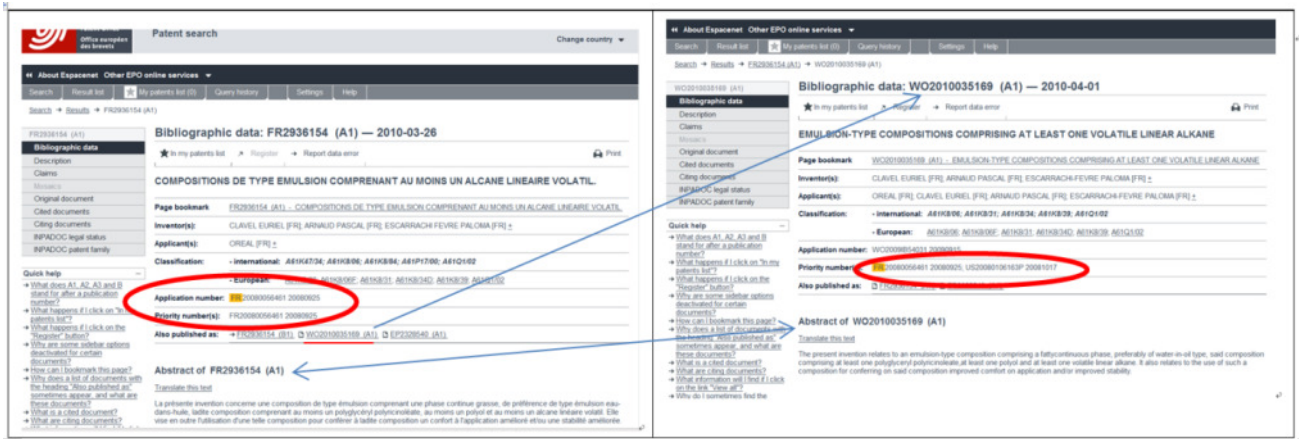 Office européen
des brevets
Patent search
Change country
About Espacenet Other EPO online services
Search Result list My patents list (0) Query history Settings Help
Search → Results → FR2936154 (A1)
FR2936154 (A1)
Bibliographic data
Description
Claims
Mosaics
Original document
Cited documents
Citing documents
INPADOC legal status
INPADOC patent family
Quick help
→ What does A1, A2, A3 and B
stand for after a publication
number?
→ What happens if I click on "In my
patents list"?
→ What happens if I click on the
"Register" button?
→ Why are some sidebar options
deactivated for certain
documents?
→ How can I bookmark this page?
→ Why does a list of documents with
the heading "Also published as"
sometimes appear, and what are
these documents?
→ What is a cited document?
→ What are citing documents?
Bibliographic data: FR2936154 (A1) — 2010-03-26
In my patents list Register → Report data error Print
COMPOSITIONS DE TYPE EMULSION COMPRENANT AU MOINS UN ALCANE LINEAIRE VOLATIL.
Page bookmark FR2936154 (A1) - COMPOSITIONS DE TYPE EMULSION COMPRENANT AU MOINS UN ALCANE LINEAIRE VOLATIL.
Inventor(s): CLAVEL EURIEL [FR]; ARNAUD PASCAL [FR]; ESCARRACHI-FEVRE PALOMA [FR] +
Applicant(s): OREAL [FR] +
Classification: - international: A61K47/34; A61K8/06; A61K8/84; A61P17/00; A61Q1/02
- European: A61K8/06F; A61K8/31; A61K8/34D; A61K8/39; A61Q1/02
Application number: FR20080056461 20080925
Priority number(s): FR20080056461 20080925
Also published as: → FR2936154 (B1) WO2010035169 (A1) EP2328540 (A1)
Abstract of FR2936154 (A1)
Translate this text
La présente invention concerne une composition de type émulsion comprenant une phase continue grasse, de préférence de type émulsion eau-
dans-huile, ladite composition comprenant au moins un polyglycéryl polyricinoléate, au moins un polyol et au moins un alcane linéaire volatil. Elle
vise en outre l'utilisation d'une telle composition pour conférer à ladite composition un confort à l'application amélioré et/ou une stabilité améliorée.
About Espacenet Other EPO online services
Search Result list My patents list (0) Query history Settings Help
Search → Results → FR2936154 (A1) → WO2010035169 (A1)
WO2010035169 (A1)
Bibliographic data
Description
Claims
Mosaics
Original document
Cited documents
Citing documents
INPADOC legal status
INPADOC patent family
Quick help
→ What does A1, A2, A3 and B
stand for after a publication
number?
→ What happens if I click on "In my
patents list"?
→ What happens if I click on the
"Register" button?
→ Why are some sidebar options
deactivated for certain
documents?
→ How can I bookmark this page?
→ Why does a list of documents with
the heading "Also published as"
sometimes appear, and what are
these documents?
→ What is a cited document?
→ What are citing documents?
→ What information will I find if I click
on the link "View all"?
→ Why do I sometimes find the
Bibliographic data: WO2010035169 (A1) — 2010-04-01
In my patents list Register → Report data error Print
EMULSION-TYPE COMPOSITIONS COMPRISING AT LEAST ONE VOLATILE LINEAR ALKANE
Page bookmark WO2010035169 (A1) - EMULSION-TYPE COMPOSITIONS COMPRISING AT LEAST ONE VOLATILE LINEAR ALKANE
Inventor(s): CLAVEL EURIEL [FR]; ARNAUD PASCAL [FR]; ESCARRACHI-FEVRE PALOMA [FR] +
Applicant(s): OREAL [FR]; CLAVEL EURIEL [FR]; ARNAUD PASCAL [FR]; ESCARRACHI-FEVRE PALOMA [FR] +
Classification: - international: A61K8/06; A61K8/31; A61K8/34; A61K8/39; A61Q1/02
- European: A61K8/06; A61K8/06F; A61K8/31; A61K8/34D; A61K8/39; A61Q1/02
Application number: WO2009IB54031 20090915
Priority number FR20080056461 20080925; US20080106163P 20081017
Also published as:
Abstract of WO2010035169 (A1)
Translate this text
The present invention relates to an emulsion-type composition comprising a fattycontinuous phase, preferably of water-in-oil type, said composition
comprising at least one polyglyceryl polyricinoleate,at least one polyol and at least one volatile linear alkane. It also relates to the use of such a
composition for conferring on said composition improved comfort on application and/or improved stability.